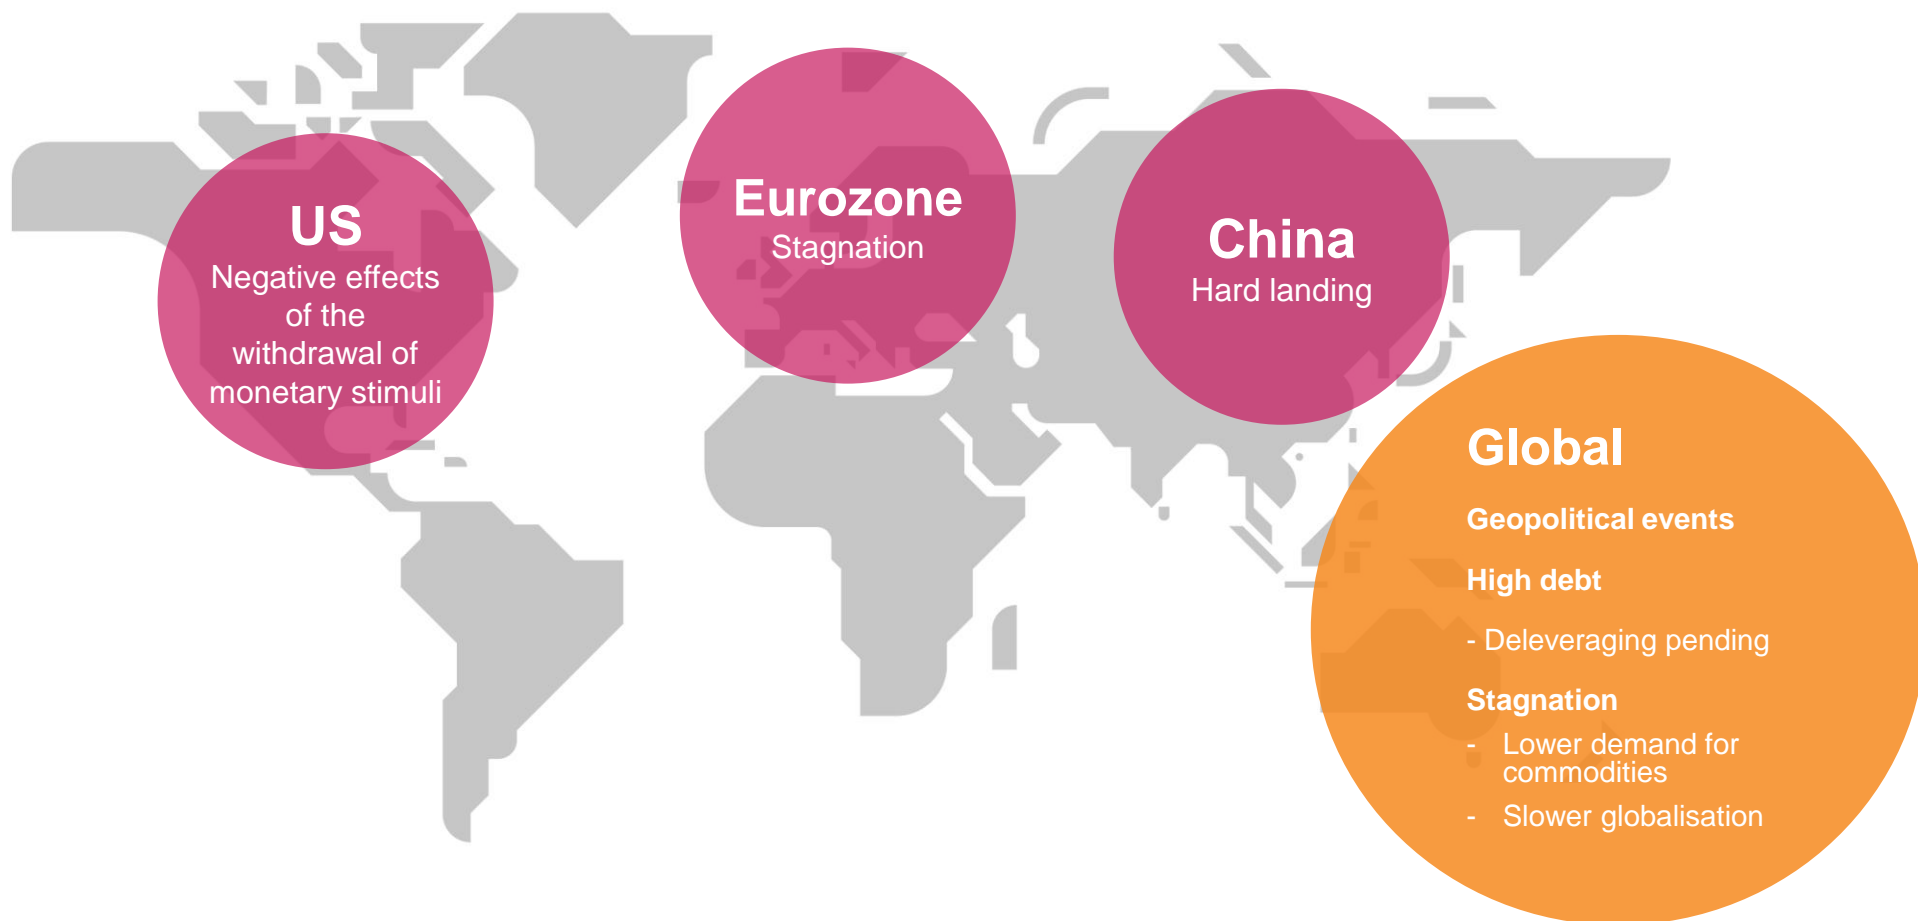 US
Negative effects
of the
withdrawal of
monetary stimuli
Eurozone
Stagnation
China
Hard landing
Global
Geopolitical events
High debt
- Deleveraging pending
Stagnation
- Lower demand for
commodities
- Slower globalisation